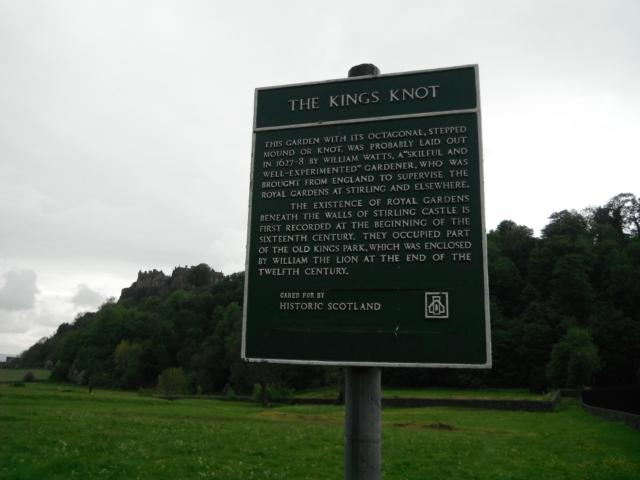 THE KINGS KNOT
THIS GARDEN WITH ITS OCTAGONAL, STEPPED
MOUND OR KNOT, WAS PROBABLY LAID OUT
IN 1627-8 BY WILLIAM WATTS, A "SKILFUL AND
WELL-EXPERIMENTED" GARDENER, WHO WAS
BROUGHT FROM ENGLAND TO SUPERVISE THE
ROYAL GARDENS AT STIRLING AND ELSEWHERE.
THE EXISTENCE OF ROYAL GARDENS
BENEATH THE WALLS OF STIRLING CASTLE IS
FIRST RECORDED AT THE BEGINNING OF THE
SIXTEENTH CENTURY. THEY OCCUPIED PART
OF THE OLD KINGS PARK, WHICH WAS ENCLOSED
BY WILLIAM THE LION AT THE END OF THE
TWELFTH CENTURY.
CARED FOR BY
HISTORIC SCOTLAND